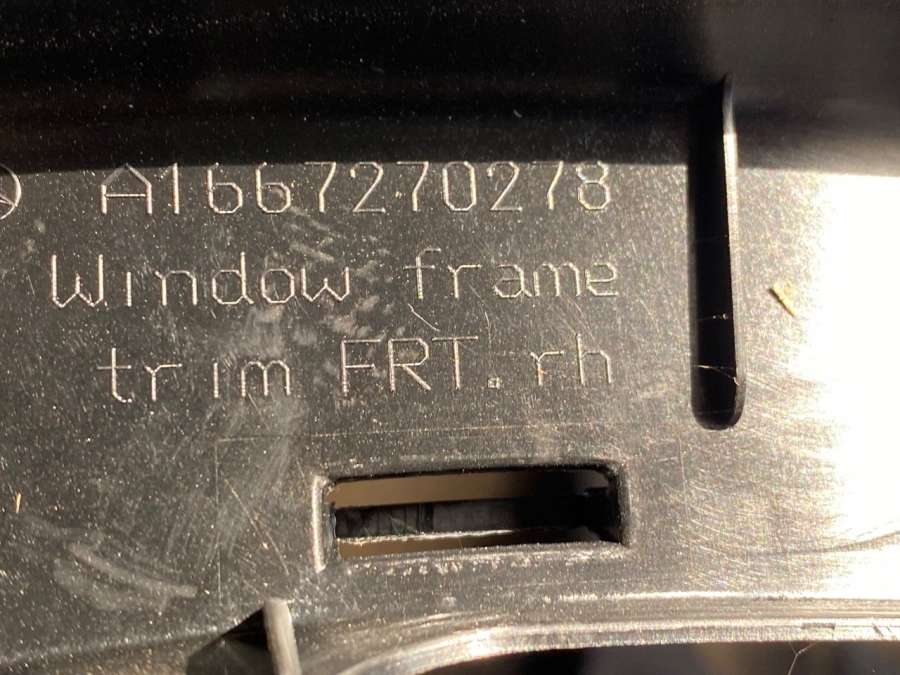 A1667270278
Window frame
trim FRT. rh